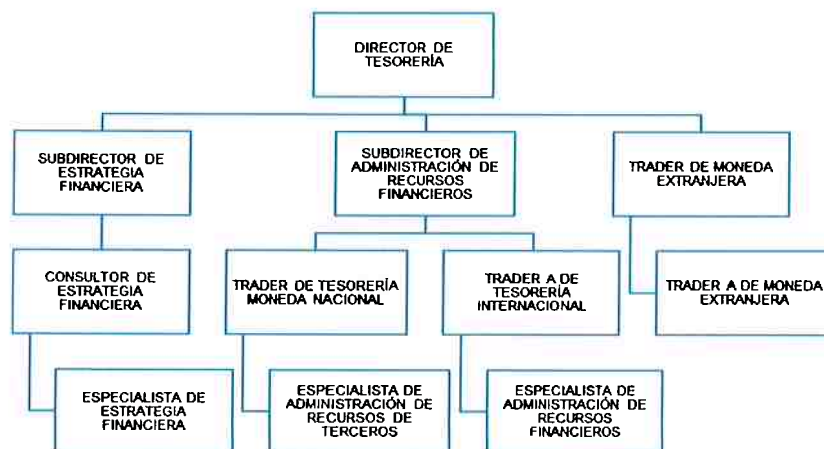 DIRECTOR DE
TESORERÍA
SUBDIRECTOR DE
ESTRATEGIA
FINANCIERA
SUBDIRECTOR DE
ADMINISTRACIÓN DE
RECURSOS
FINANCIEROS
TRADER DE MONEDA
EXTRANJERA
CONSULTOR DE
ESTRATEGIA
FINANCIERA
TRADER DE TESORERÍA
MONEDA NACIONAL
TRADER A DE
TESORERÍA
INTERNACIONAL
TRADER A DE MONEDA
EXTRANJERA
ESPECIALISTA DE
ESTRATEGIA
FINANCIERA
ESPECIALISTA DE
ADMINISTRACIÓN DE
RECURSOS DE
TERCEROS
ESPECIALISTA DE
ADMINISTRACIÓN DE
RECURSOS
FINANCIEROS